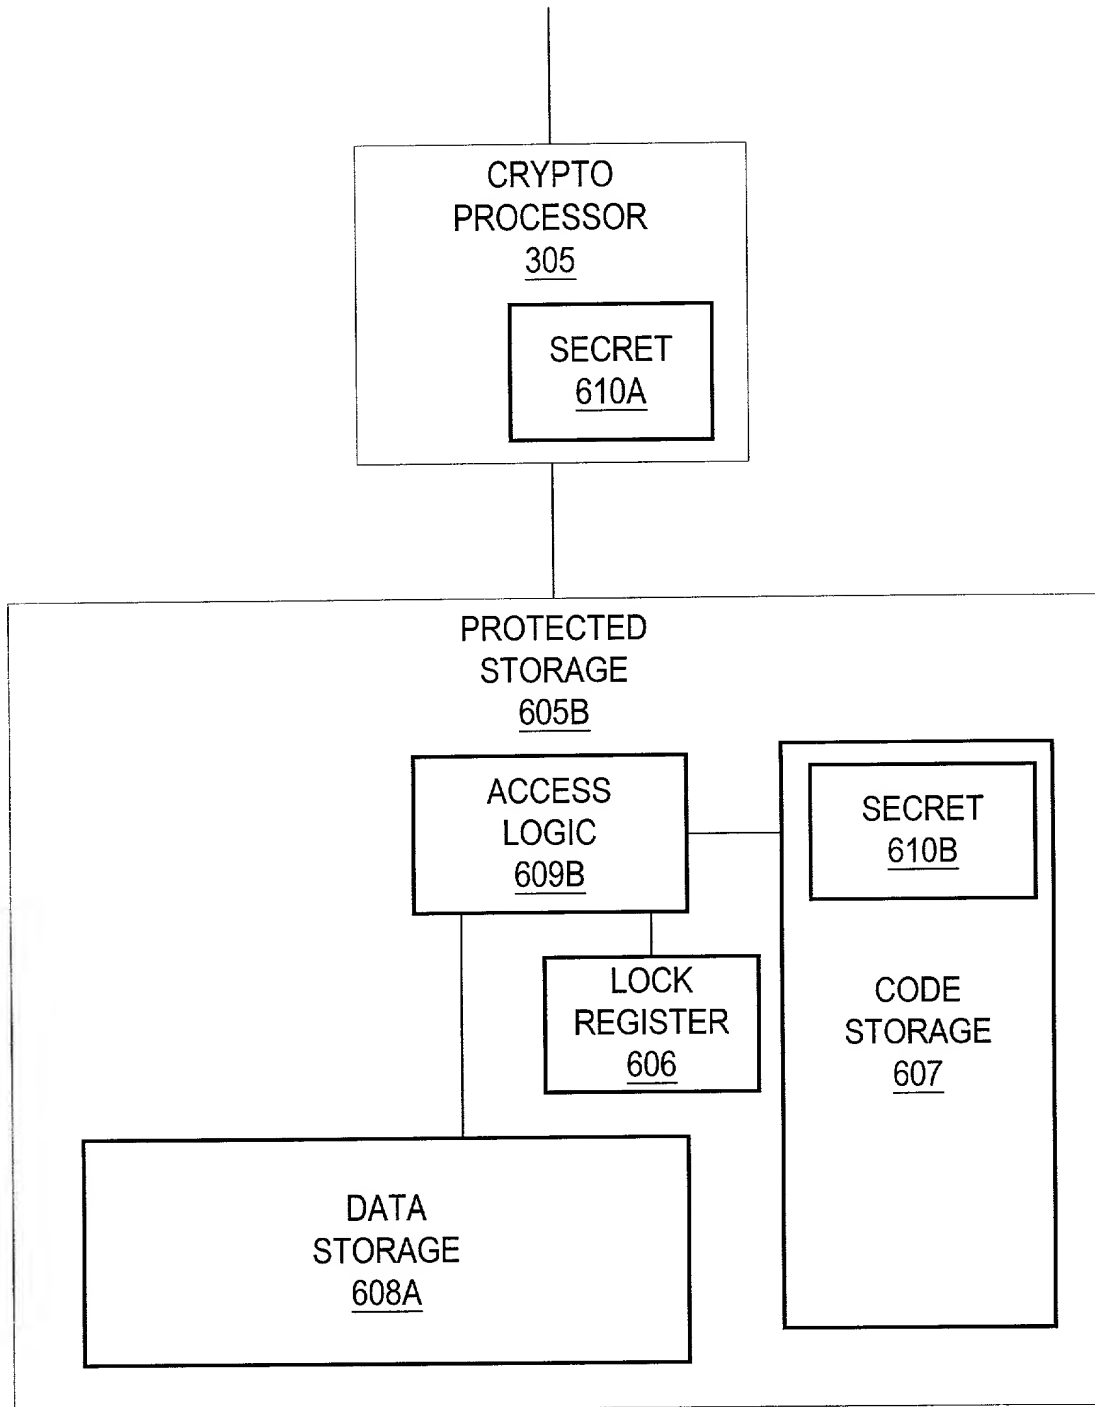 CRYPTO
PROCESSOR
305
SECRET
610A
PROTECTED
STORAGE
605B
ACCESS
LOGIC
609B
SECRET
610B
LOCK
REGISTER
606
CODE
STORAGE
607
DATA
STORAGE
608A